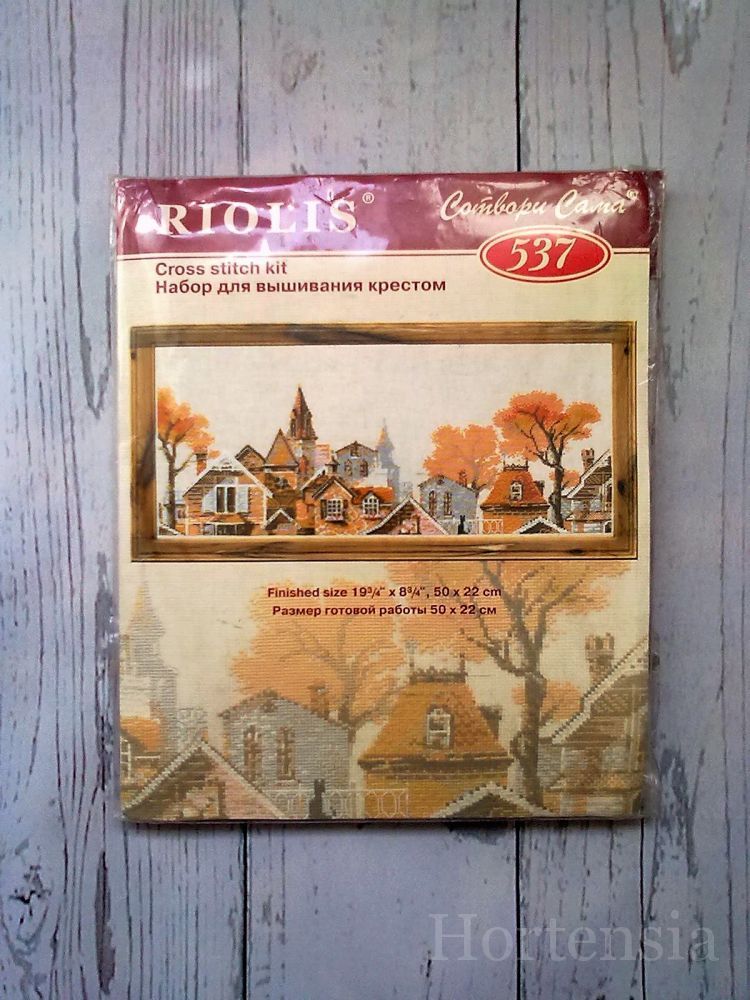 RIOLIS®
Сотвори Сама®
537
Cross stitch kit
Набор для вышивания крестом
Finished size 19¾" x 8¾", 50 x 22 cm
Размер готовой работы 50 x 22 см
Hortensia